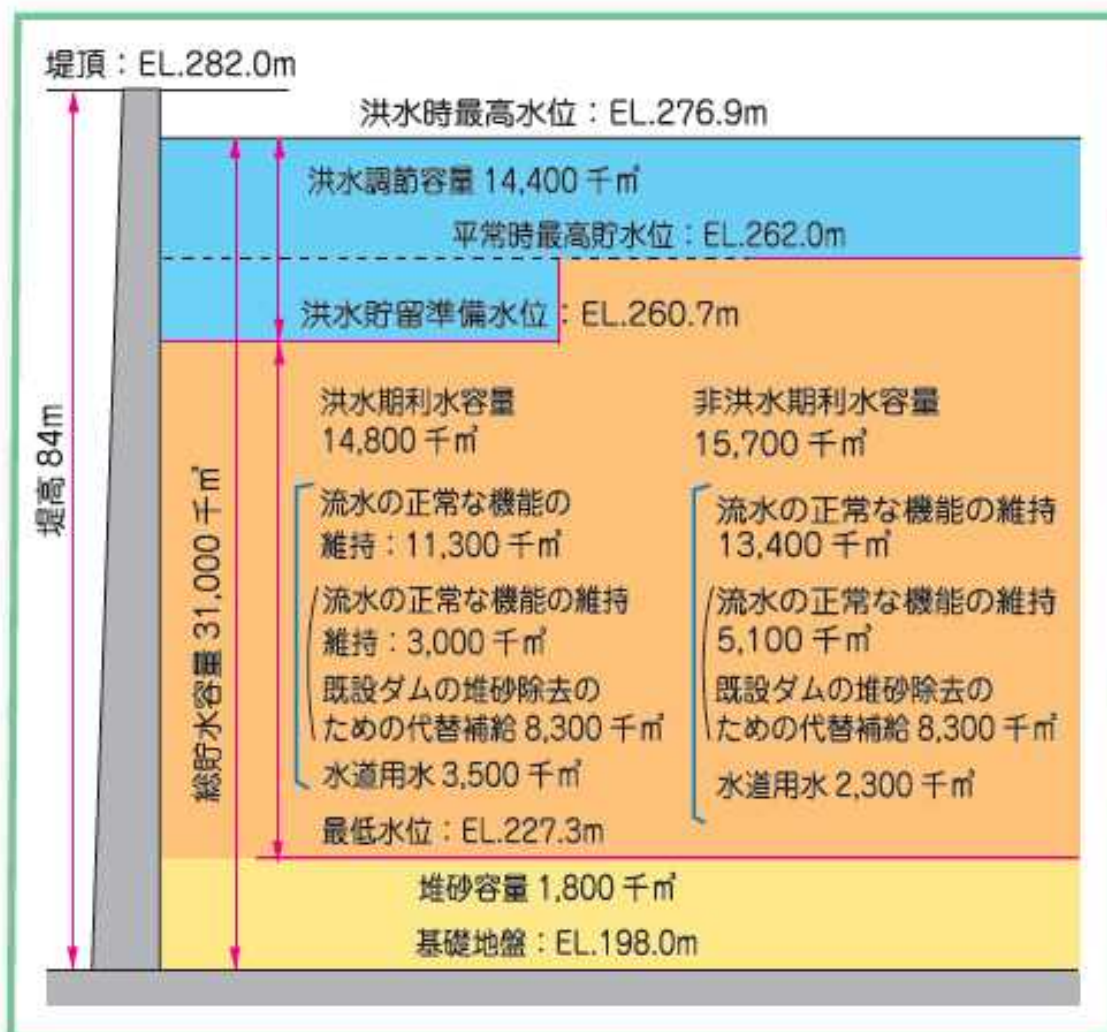 堤頂：EL.282.0m
洪水時最高水位：EL.276.9m
洪水調節容量 14,400 千㎥
平常時最高貯水位：EL.262.0m
洪水貯留準備水位：EL.260.7m
堤高 84m
総貯水容量 31,000 千㎥
洪水期利水容量
14,800 千㎥
流水の正常な機能の
維持：11,300 千㎥
流水の正常な機能の維持
維持：3,000 千㎥
既設ダムの堆砂除去の
ための代替補給 8,300 千㎥
水道用水 3,500 千㎥
非洪水期利水容量
15,700 千㎥
流水の正常な機能の維持
13,400 千㎥
流水の正常な機能の維持
5,100 千㎥
既設ダムの堆砂除去の
ための代替補給 8,300 千㎥
水道用水 2,300 千㎥
最低水位：EL.227.3m
堆砂容量 1,800 千㎥
基礎地盤：EL.198.0m